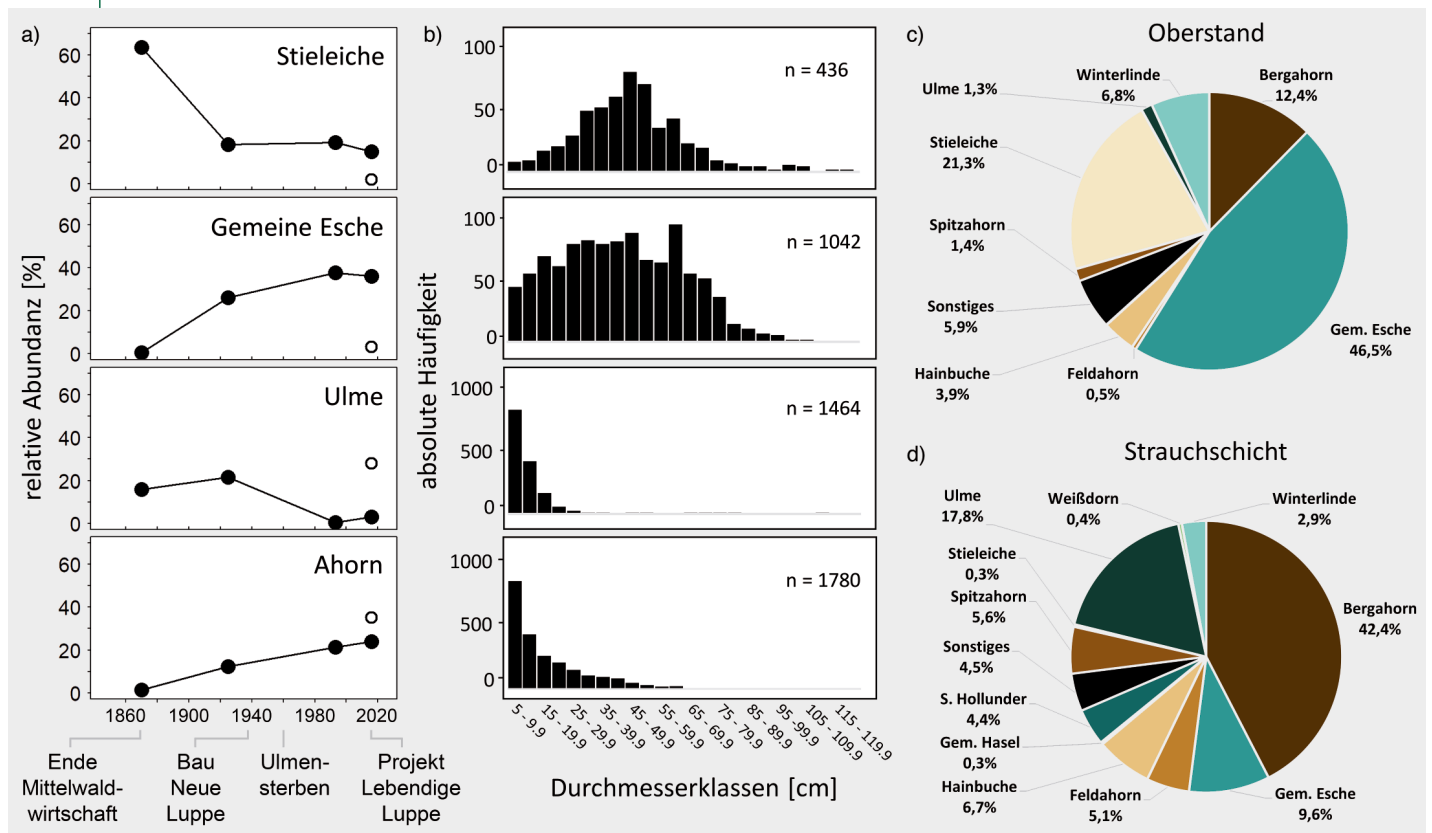 a)
relative Abundanz [%]
Stieleiche
60
40
20
0
Gemeine Esche
60
40
20
0
Ulme
60
40
20
0
Ahorn
60
40
20
0
1860 1900 1940 1980 2020
Ende
Mittelwald-
wirtschaft
Bau
Neue
Luppe
Ulmen-
sterben
Projekt
Lebendige
Luppe
b)
absolute Häufigkeit
100
50
0
n = 436
100
50
0
n = 1042
1000
500
0
n = 1464
1000
500
0
n = 1780
5 - 9.9
15 - 19.9
25 - 29.9
35 - 39.9
45 - 49.9
55 - 59.9
65 - 69.9
75 - 79.9
85 - 89.9
95 -99.9
105 - 109.9
115 - 119.9
Durchmesserklassen [cm]
c)
Oberstand
Winterlinde
6,8%
Bergahorn
12,4%
Ulme 1,3%
Stieleiche
21,3%
Spitzahorn
1,4%
Sonstiges
5,9%
Hainbuche
3,9%
Feldahorn
0,5%
Gem. Esche
46,5%
d)
Strauchschicht
Ulme
17,8%
Weißdorn
0,4%
Winterlinde
2,9%
Stieleiche
0,3%
Spitzahorn
5,6%
Sonstiges
4,5%
S. Hollunder
4,4%
Gem. Hasel
0,3%
Hainbuche
6,7%
Feldahorn
5,1%
Gem. Esche
9,6%
Bergahorn
42,4%